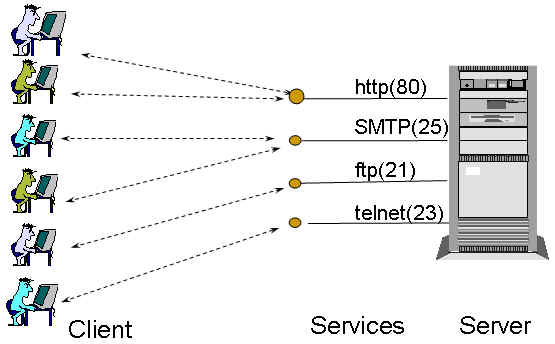 http(80)
SMTP(25)
ftp(21)
telnet(23)
Client
Services
Server